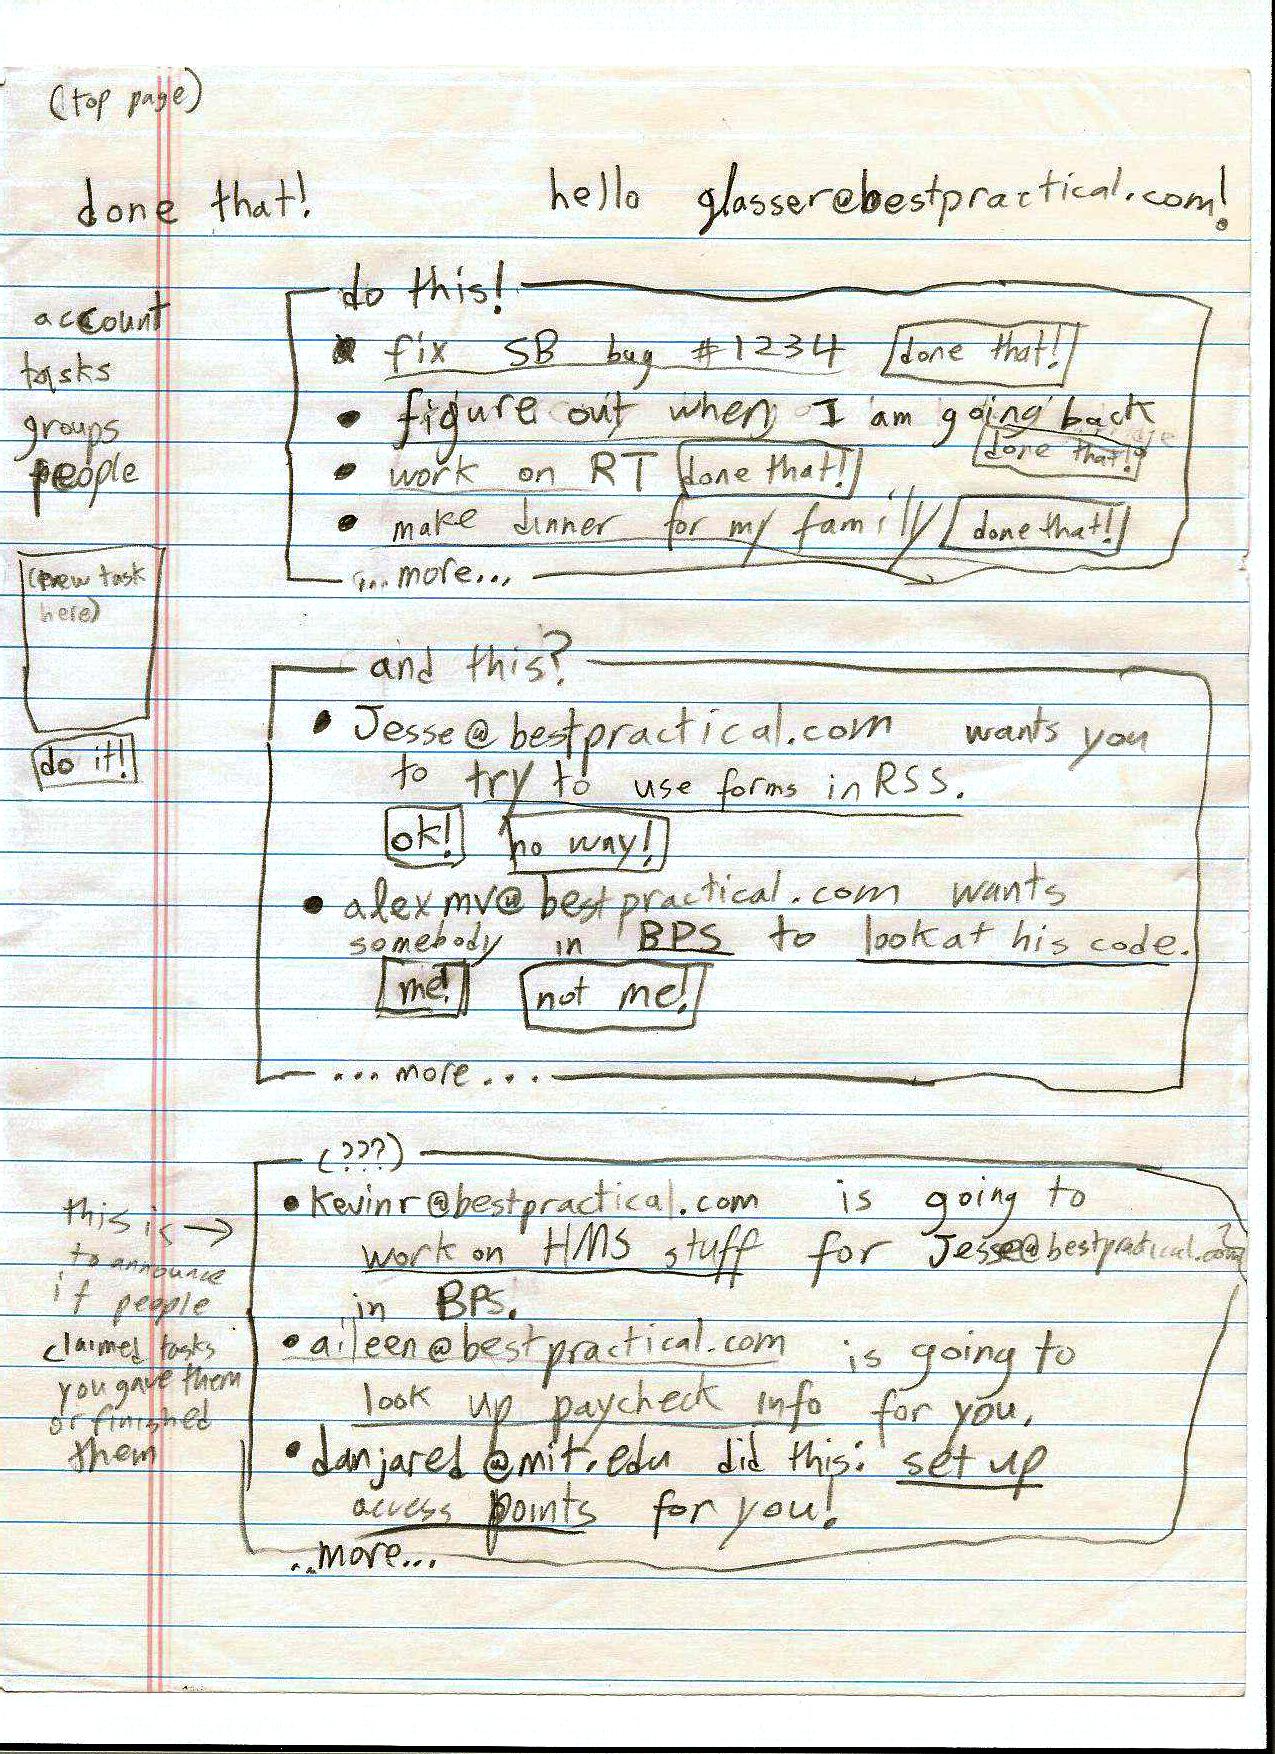 (top page)
done that!
hello glasser@bestpractical.com!
account
tasks
groups
people
(new task
here)
do it!
do this!
fix SB bug #1234 done that!
figure out when I am going back
done that!
work on RT done that!
make dinner for my family done that!
...more...
and this?
Jesse@bestpractical.com wants you
to try to use forms in RSS.
ok! no way!
alexmv@bestpractical.com wants
somebody in BPS to look at his code.
me! not me!
...more...
(???)
kevinr@bestpractical.com is going to
work on HMS stuff for Jesse@bestpractical.com
in BPS.
aileen@bestpractical.com is going to
look up paycheck info for you.
danjared@mit.edu did this: set up
access points for you!
...more...
this is →
to announce
if people
claimed tasks
you gave them
or finished
them